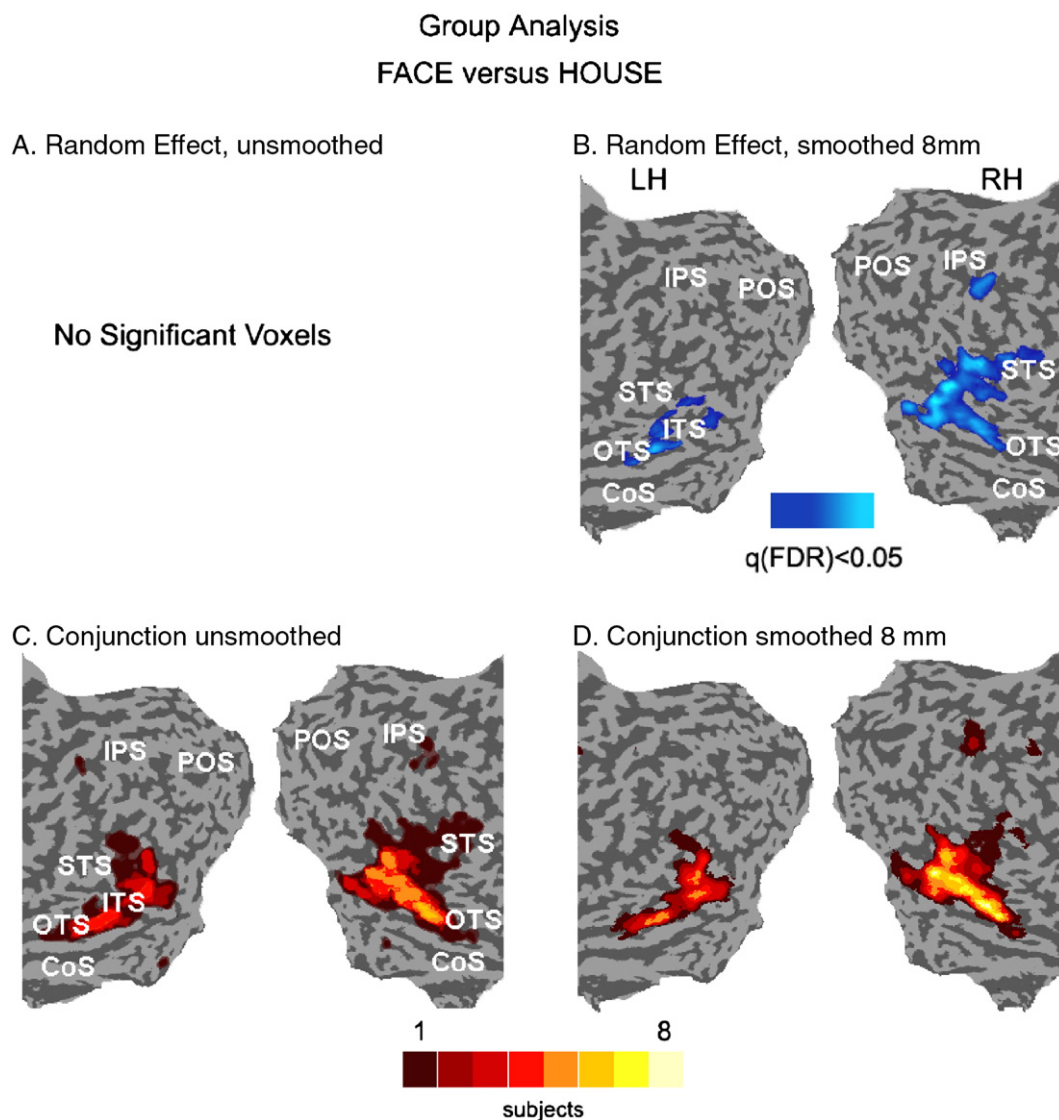 Group Analysis
FACE versus HOUSE
A. Random Effect, unsmoothed
No Significant Voxels
B. Random Effect, smoothed 8mm
LH RH
IPS POS POS IPS
STS STS
ITS
OTS OTS
CoS CoS
q(FDR)<0.05
C. Conjunction unsmoothed
IPS POS POS IPS
STS STS
ITS
OTS OTS
CoS CoS
D. Conjunction smoothed 8 mm
1 8
subjects